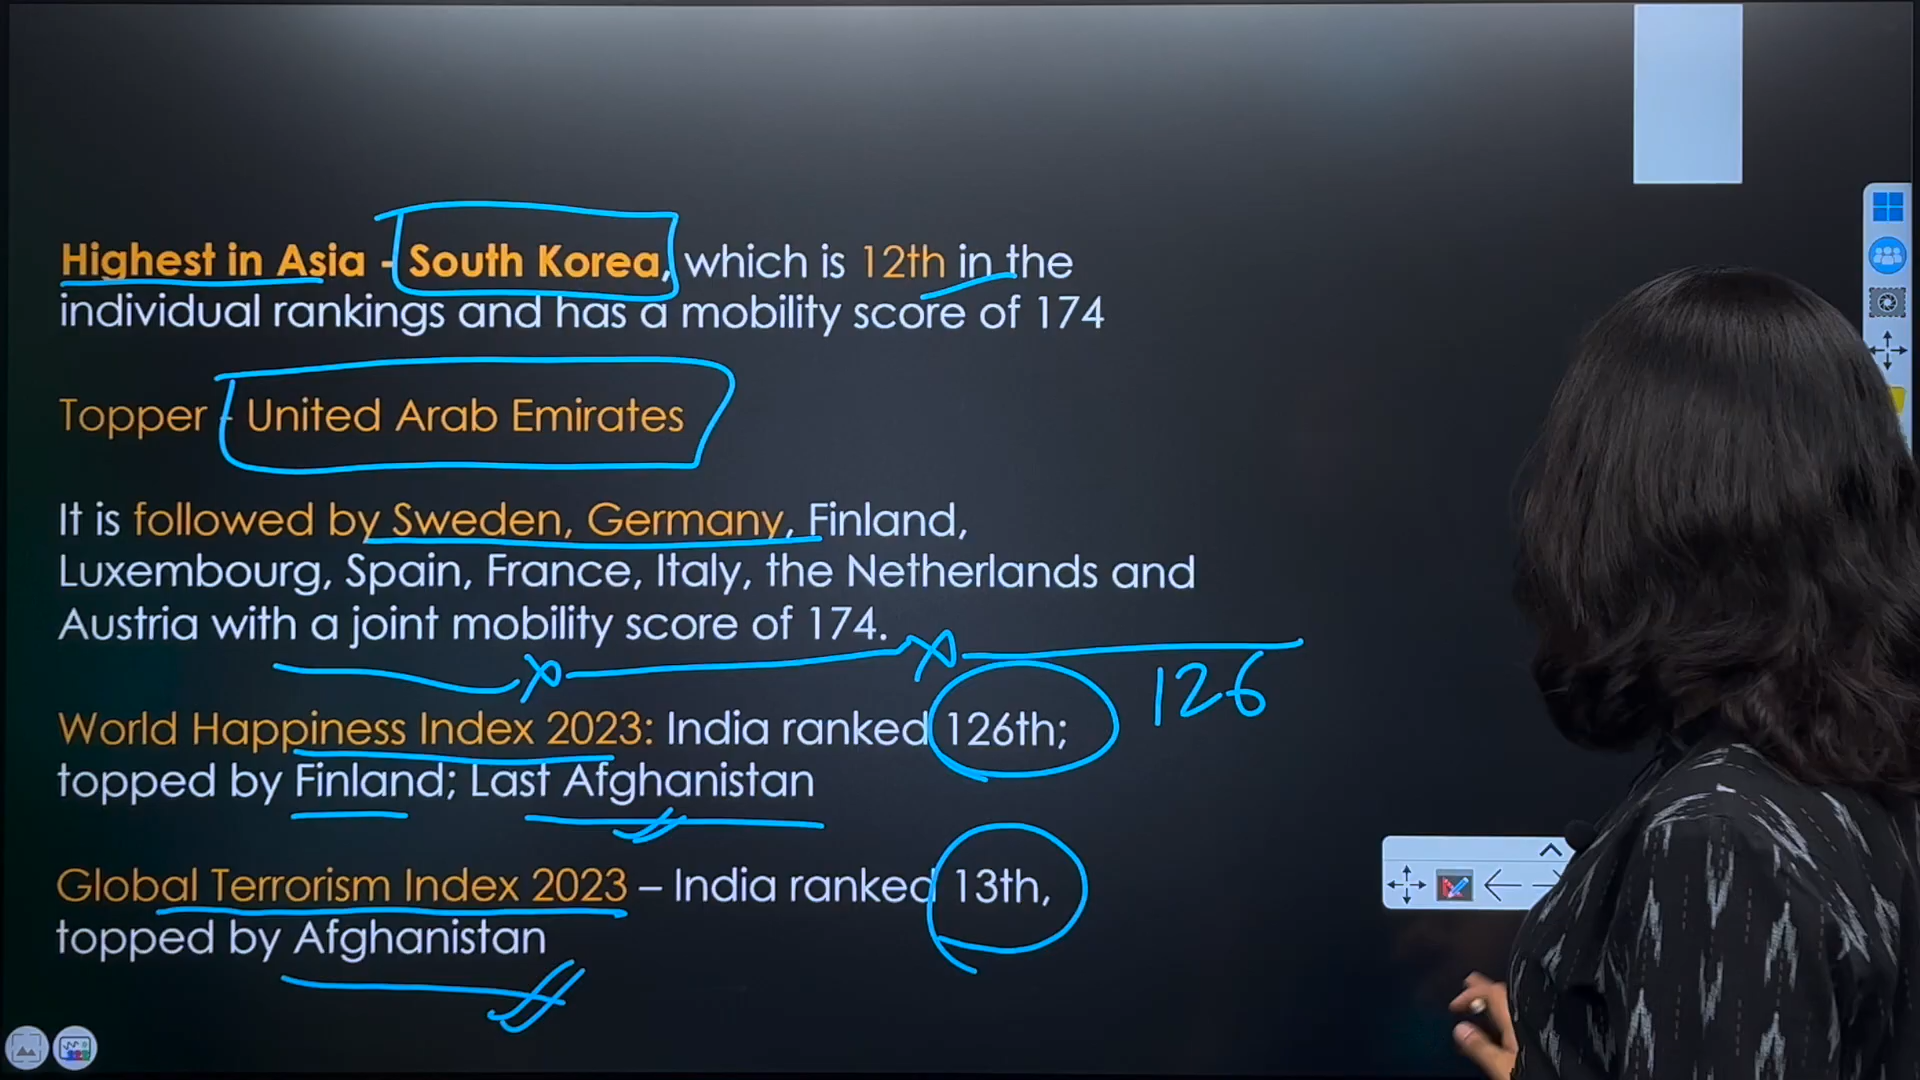 Highest in Asia - South Korea, which is 12th in the
individual rankings and has a mobility score of 174
Topper - United Arab Emirates
It is followed by Sweden, Germany, Finland,
Luxembourg, Spain, France, Italy, the Netherlands and
Austria with a joint mobility score of 174.
126
World Happiness Index 2023: India ranked 126th;
topped by Finland; Last Afghanistan
Global Terrorism Index 2023 – India ranked 13th,
topped by Afghanistan